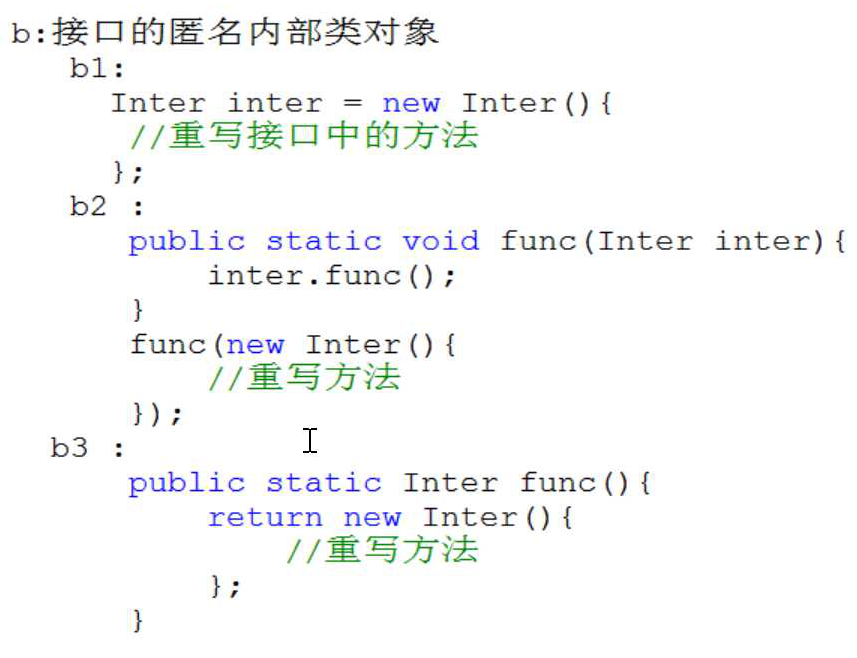 b:接口的匿名内部类对象
b1:
Inter inter = new Inter(){
//重写接口中的方法
};
b2 :
public static void func(Inter inter){
inter.func();
}
func(new Inter(){
//重写方法
});
b3 :
public static Inter func(){
return new Inter(){
//重写方法
};
}